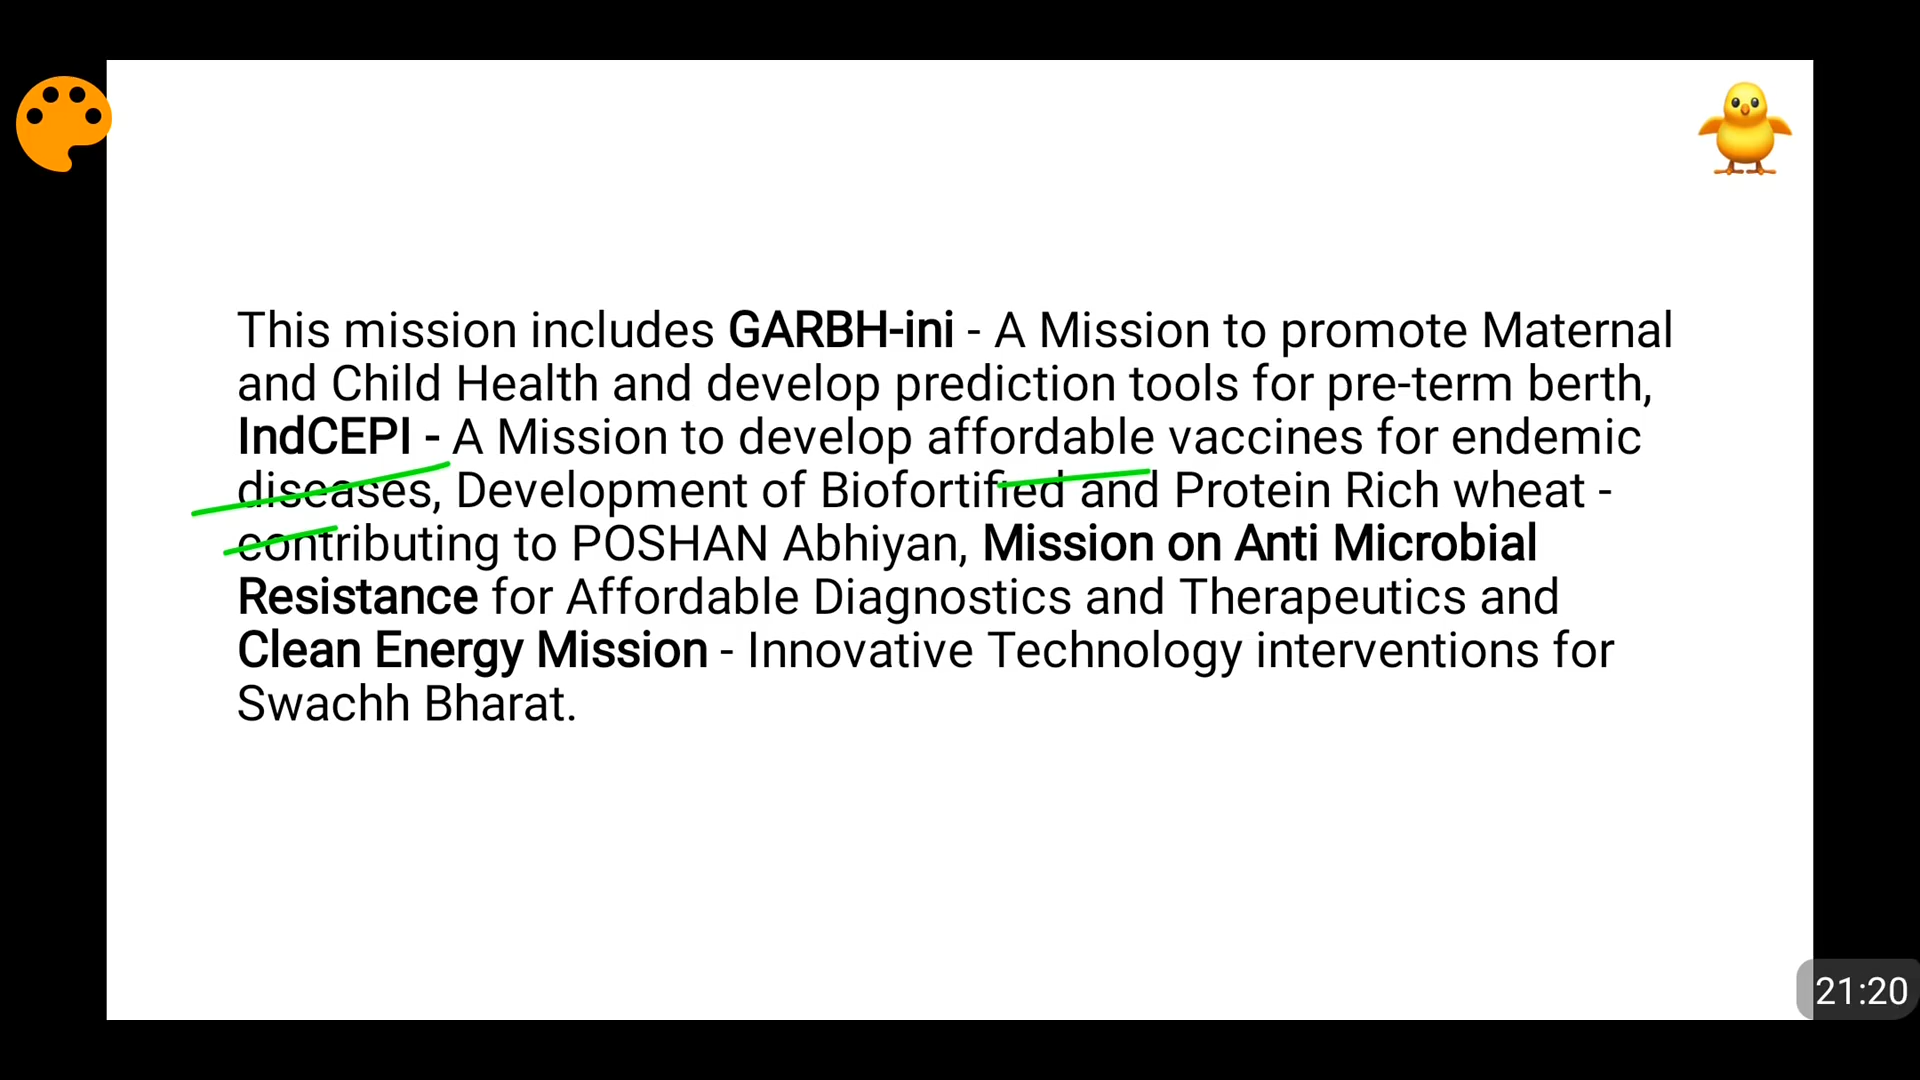 This mission includes GARBH-ini - A Mission to promote Maternal
and Child Health and develop prediction tools for pre-term berth,
IndCEPI - A Mission to develop affordable vaccines for endemic
diseases, Development of Biofortified and Protein Rich wheat -
contributing to POSHAN Abhiyan, Mission on Anti Microbial
Resistance for Affordable Diagnostics and Therapeutics and
Clean Energy Mission - Innovative Technology interventions for
Swachh Bharat.
21:20